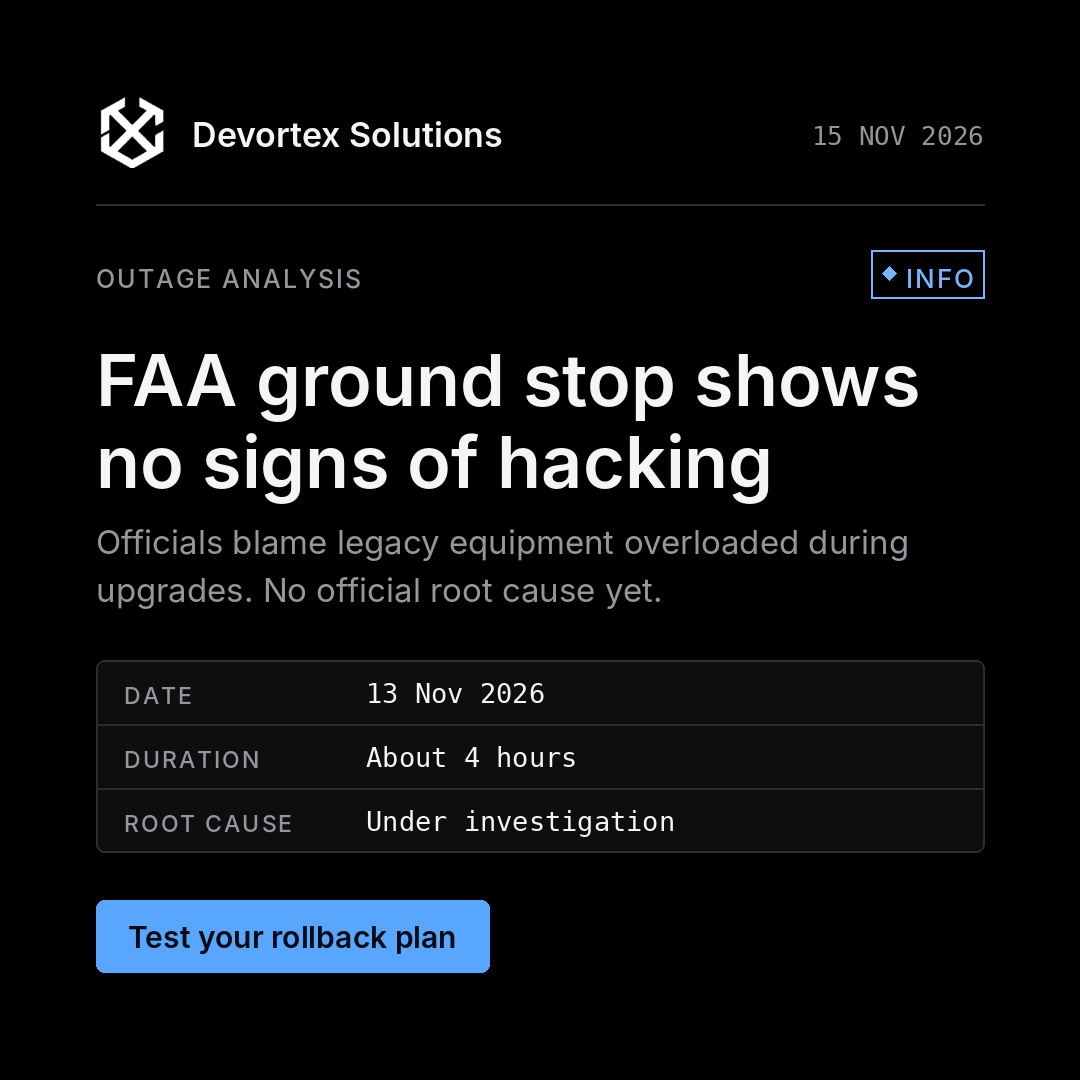 Devortex Solutions
15 NOV 2026
OUTAGE ANALYSIS
INFO
FAA ground stop shows
no signs of hacking
Officials blame legacy equipment overloaded during
upgrades. No official root cause yet.
DATE 13 Nov 2026
DURATION About 4 hours
ROOT CAUSE Under investigation
Test your rollback plan